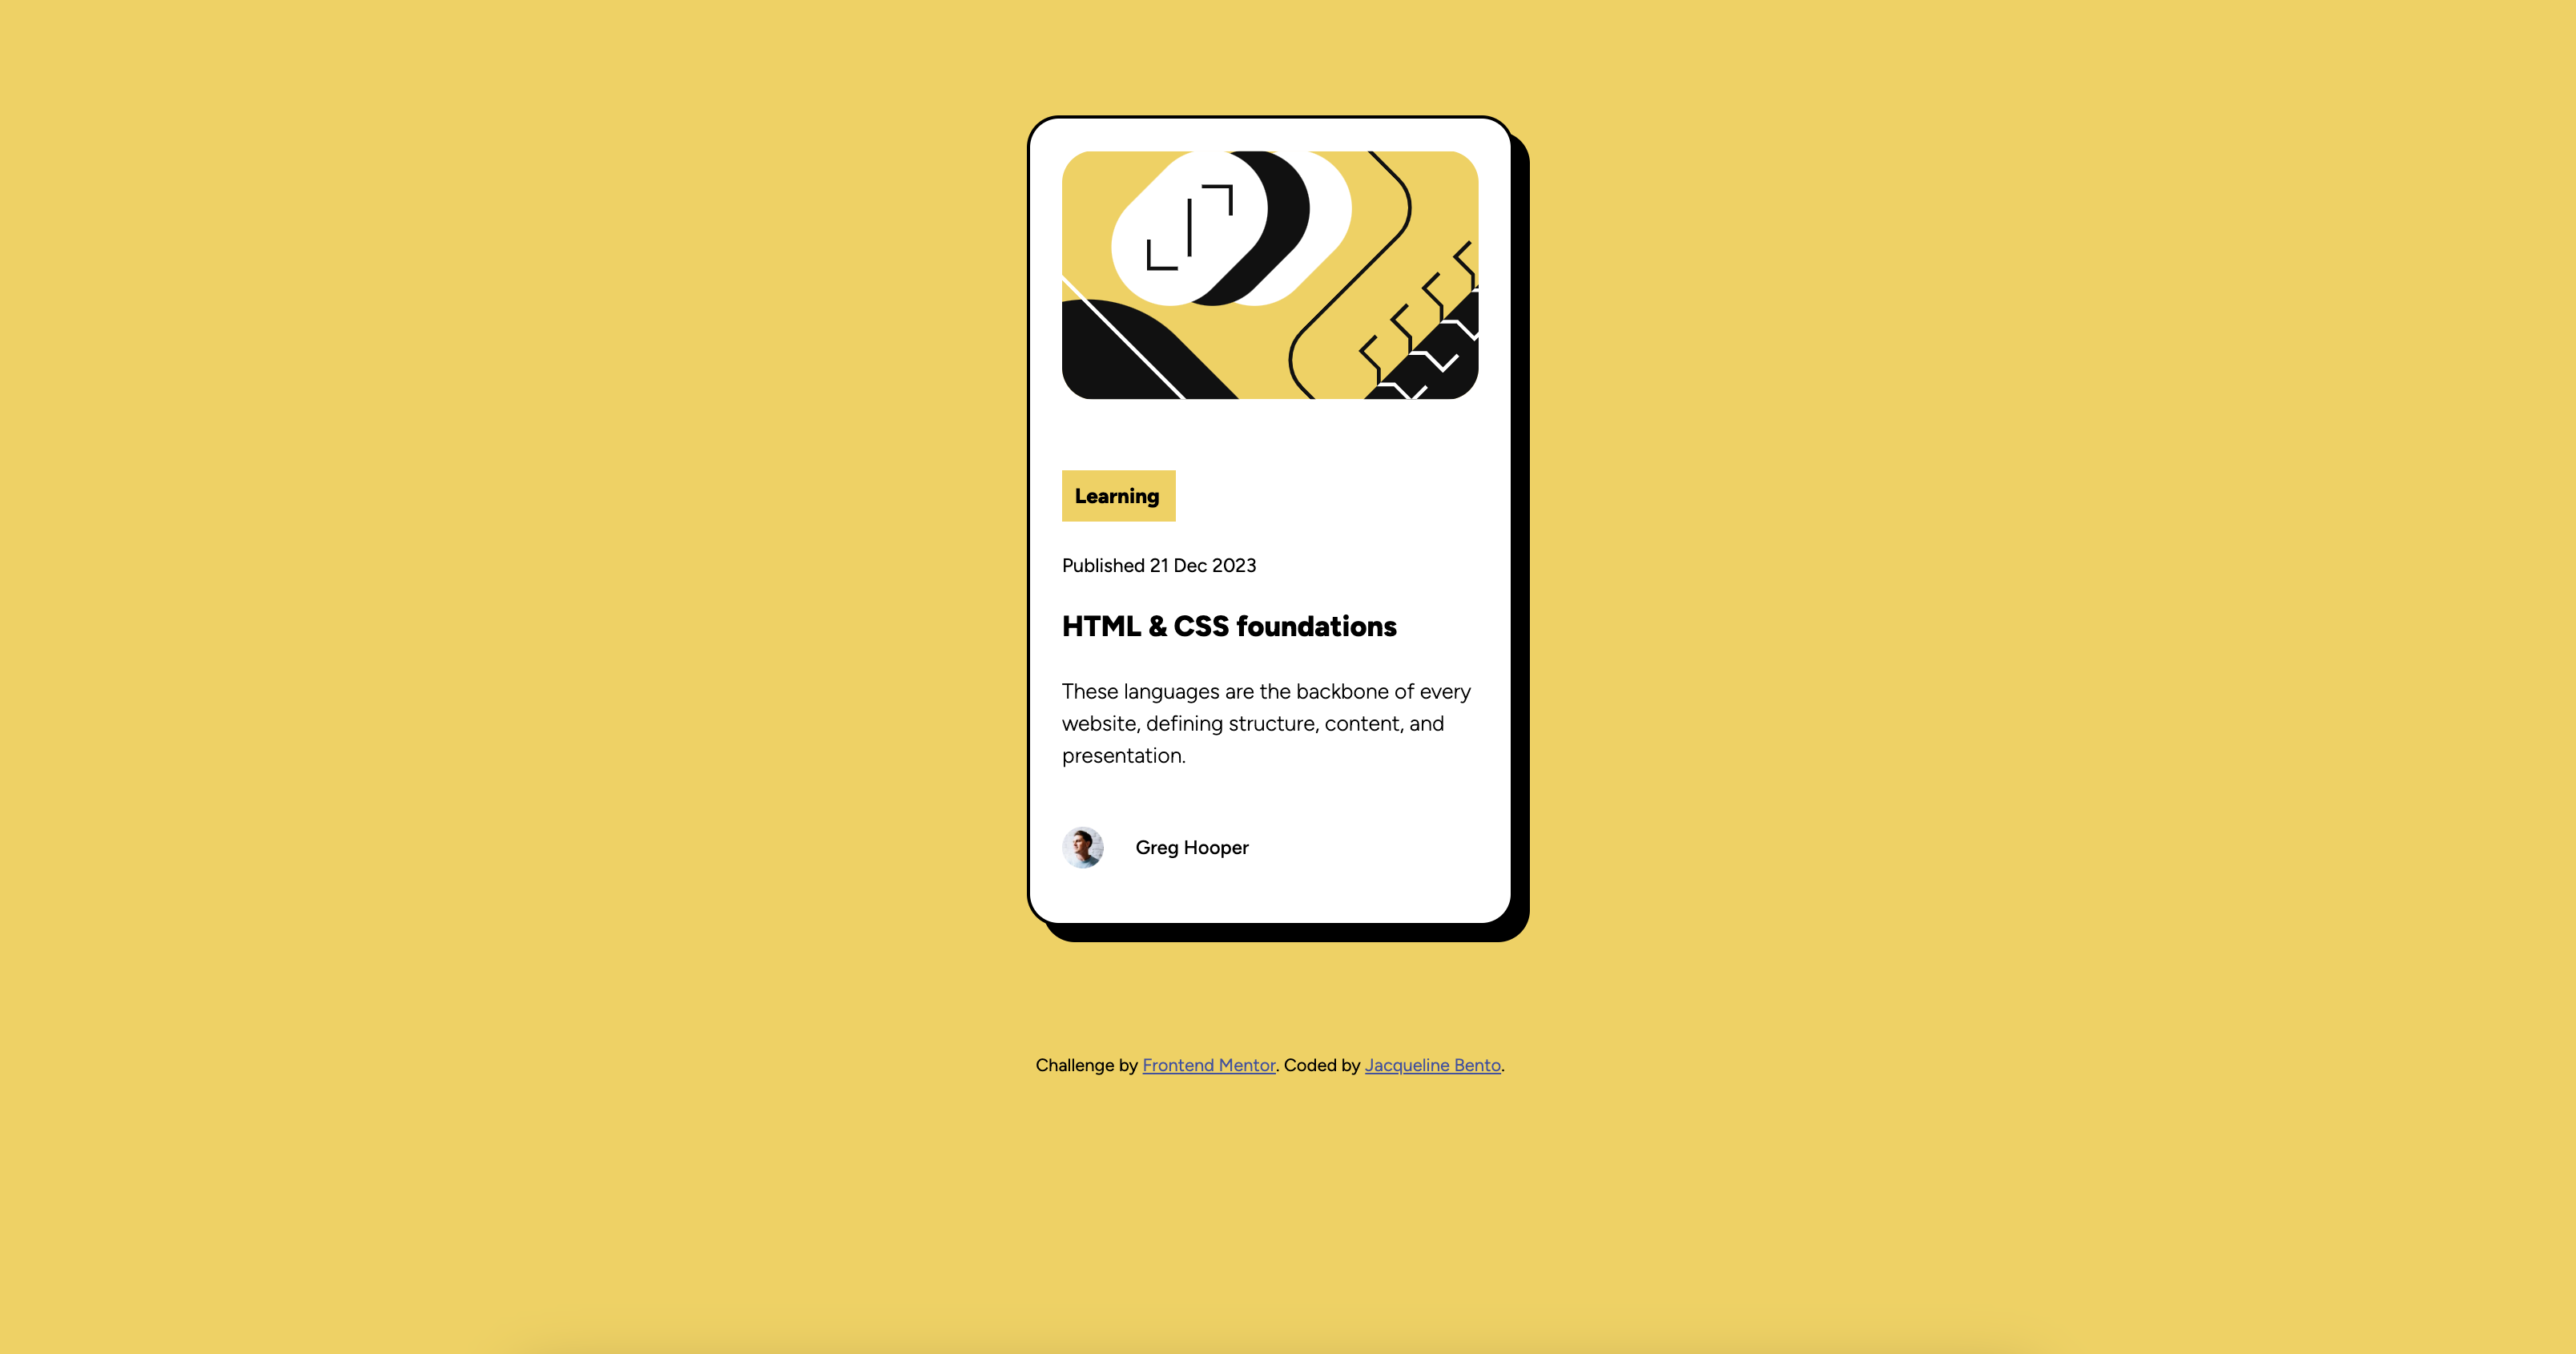 Learning
Published 21 Dec 2023
HTML & CSS foundations
These languages are the backbone of every
website, defining structure, content, and
presentation.
Greg Hooper
Challenge by Frontend Mentor. Coded by Jacqueline Bento.